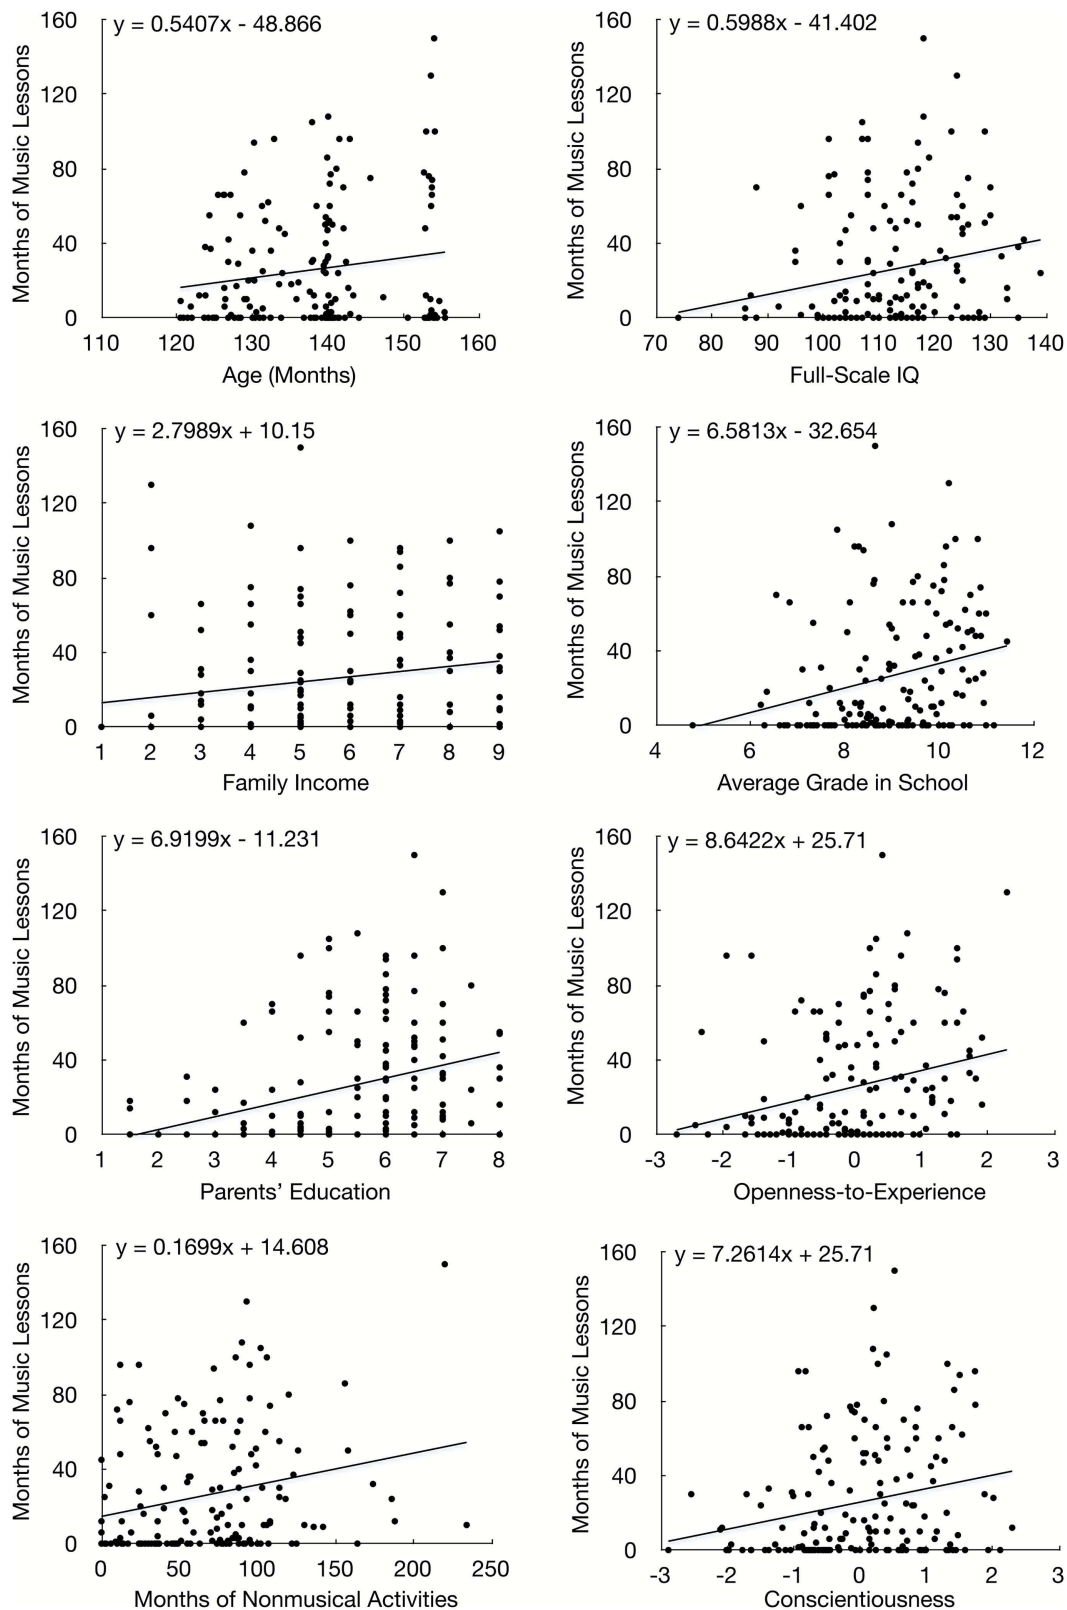 y = 0.5407x - 48.866
Months of Music Lessons
160
120
80
40
0
110 120 130 140 150 160
Age (Months)
y = 0.5988x - 41.402
Months of Music Lessons
160
120
80
40
0
70 80 90 100 110 120 130 140
Full-Scale IQ
y = 2.7989x + 10.15
Months of Music Lessons
160
120
80
40
0
1 2 3 4 5 6 7 8 9
Family Income
y = 6.5813x - 32.654
Months of Music Lessons
160
120
80
40
0
4 6 8 10 12
Average Grade in School
y = 6.9199x - 11.231
Months of Music Lessons
160
120
80
40
0
1 2 3 4 5 6 7 8
Parents’ Education
y = 8.6422x + 25.71
Months of Music Lessons
160
120
80
40
0
-3 -2 -1 0 1 2 3
Openness-to-Experience
y = 0.1699x + 14.608
Months of Music Lessons
160
120
80
40
0
0 50 100 150 200 250
Months of Nonmusical Activities
y = 7.2614x + 25.71
Months of Music Lessons
160
120
80
40
0
-3 -2 -1 0 1 2 3
Conscientiousness